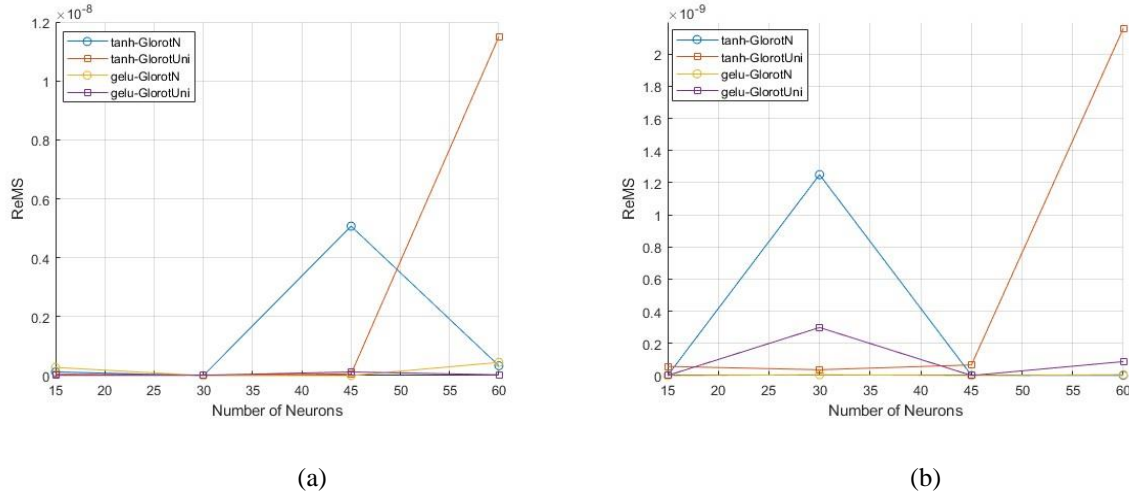 ×10⁻⁸
1.2
1
0.8
0.6
0.4
0.2
0
ReMS
tanh-GlorotN
tanh-GlorotUni
gelu-GlorotN
gelu-GlorotUni
15 20 25 30 35 40 45 50 55 60
Number of Neurons
(a)
×10⁻⁹
2
1.8
1.6
1.4
1.2
1
0.8
0.6
0.4
0.2
0
ReMS
tanh-GlorotN
tanh-GlorotUni
gelu-GlorotN
gelu-GlorotUni
15 20 25 30 35 40 45 50 55 60
Number of Neurons
(b)